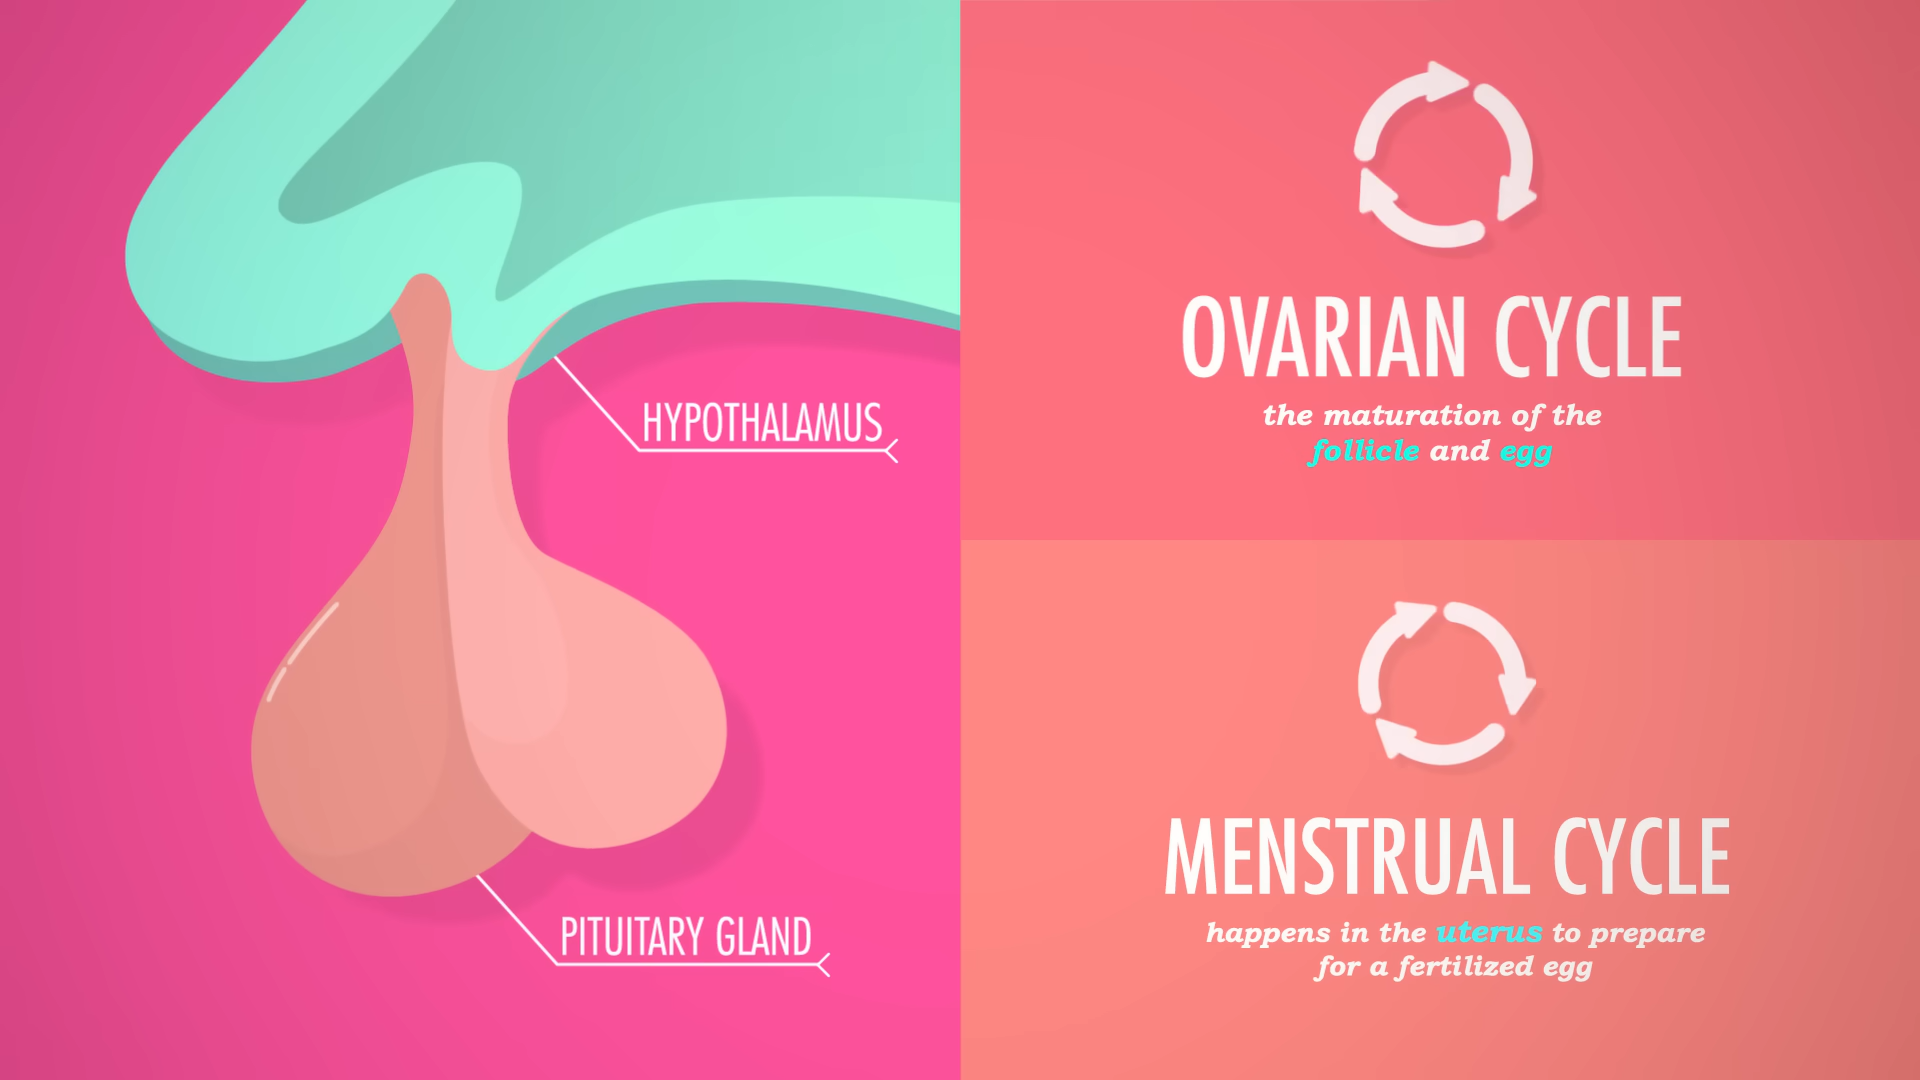 HYPOTHALAMUS
PITUITARY GLAND
OVARIAN CYCLE
the maturation of the
follicle and egg
MENSTRUAL CYCLE
happens in the uterus to prepare
for a fertilized egg